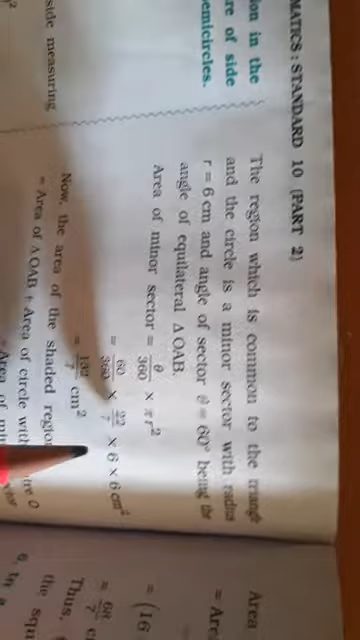 MATICS : STANDARD 10 (PART 2)
ion in the
re of side
emicircles.
side measuring
The region which is common to the triangle
and the circle is a minor sector with radius
r = 6 cm and angle of sector θ = 60° being the
angle of equilateral Δ OAB.
Area of minor sector = θ/360 × πr²
= 60/360 × 22/7 × 6 × 6 cm²
= 132/7 cm²
Now, the area of the shaded region
= Area of Δ OAB + Area of circle with
Area of
Area
= Are
= (16
= 66/7
Thus,
the squ